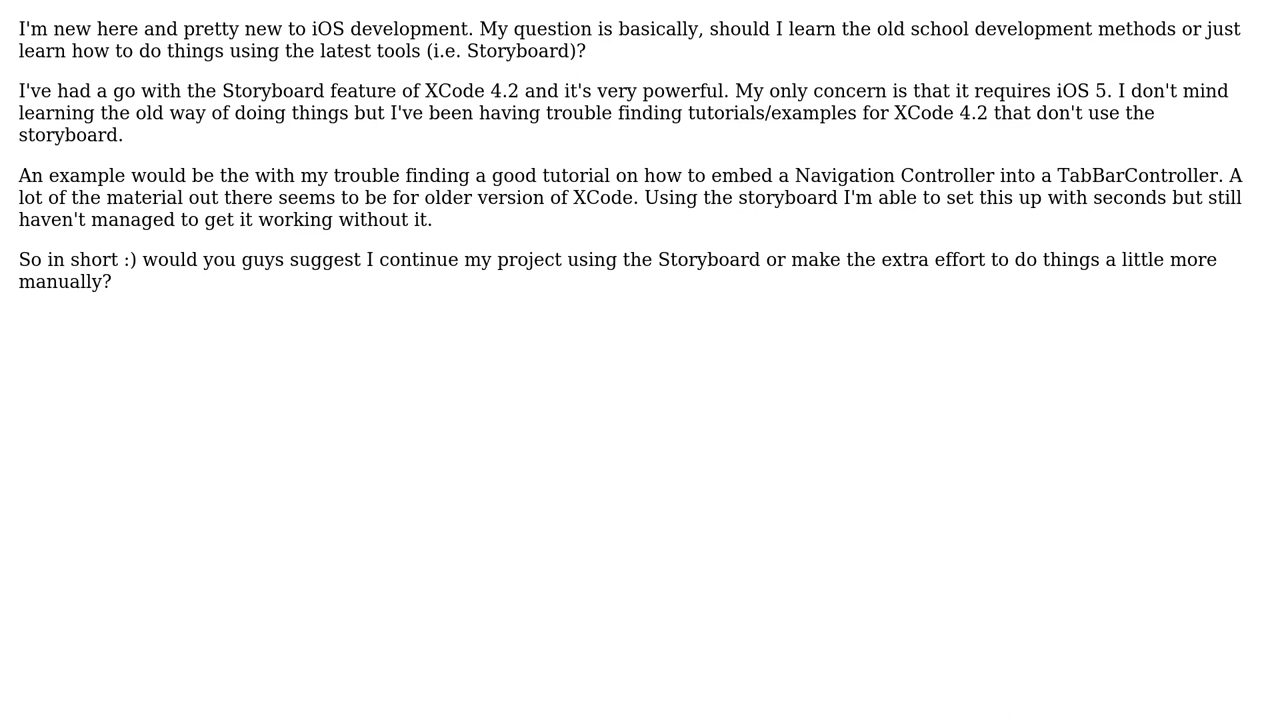 I'm new here and pretty new to iOS development. My question is basically, should I learn the old school development methods or just
learn how to do things using the latest tools (i.e. Storyboard)?
I've had a go with the Storyboard feature of XCode 4.2 and it's very powerful. My only concern is that it requires iOS 5. I don't mind
learning the old way of doing things but I've been having trouble finding tutorials/examples for XCode 4.2 that don't use the
storyboard.
An example would be the with my trouble finding a good tutorial on how to embed a Navigation Controller into a TabBarController. A
lot of the material out there seems to be for older version of XCode. Using the storyboard I'm able to set this up with seconds but still
haven't managed to get it working without it.
So in short :) would you guys suggest I continue my project using the Storyboard or make the extra effort to do things a little more
manually?